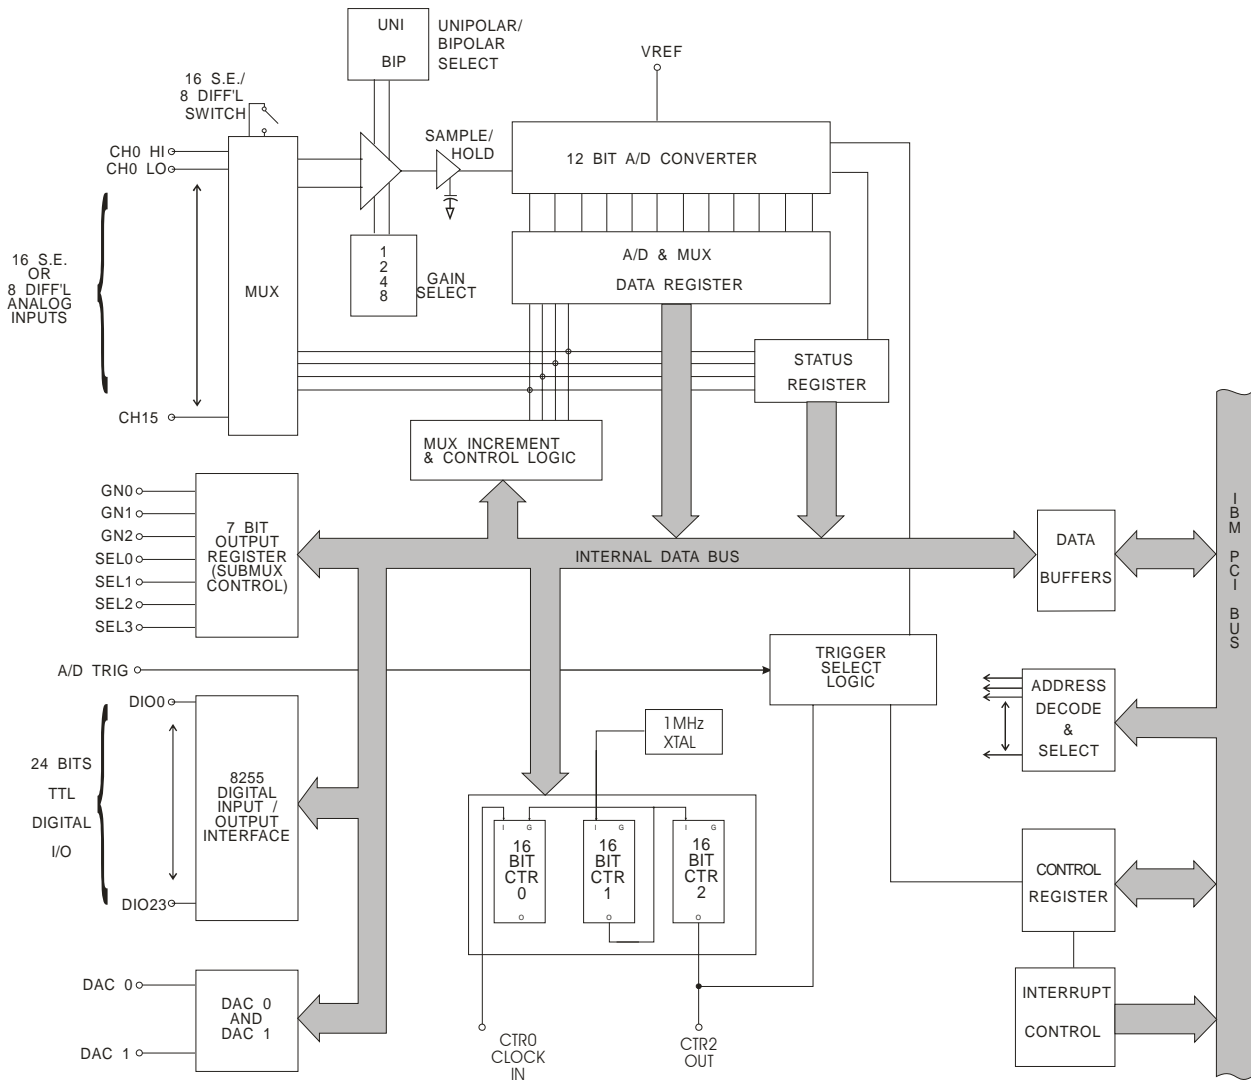 UNI
BIP
UNIPOLAR/
BIPOLAR
SELECT
VREF
16 S.E./
8 DIFF'L
SWITCH
SAMPLE/
HOLD
12 BIT A/D CONVERTER
CH0 HI
CH0 LO
MUX
16 S.E.
OR
8 DIFF'L
ANALOG
INPUTS
CH15
1
2
4
8
GAIN
SELECT
A/D & MUX
DATA REGISTER
STATUS
REGISTER
MUX INCREMENT
& CONTROL LOGIC
GN0
GN1
GN2
SEL0
SEL1
SEL2
SEL3
7 BIT
OUTPUT
REGISTER
(SUBMUX
CONTROL)
INTERNAL DATA BUS
DATA
BUFFERS
IBM PCI BUS
A/D TRIG
TRIGGER
SELECT
LOGIC
ADDRESS
DECODE
&
SELECT
DIO0
24 BITS
TTL
DIGITAL
I/O
DIO23
8255
DIGITAL
INPUT /
OUTPUT
INTERFACE
1MHz
XTAL
I G
16
BIT
CTR
0
O
I G
16
BIT
CTR
1
O
I G
16
BIT
CTR
2
O
CONTROL
REGISTER
INTERRUPT
CONTROL
DAC 0
DAC 1
DAC 0
AND
DAC 1
CTR0
CLOCK
IN
CTR2
OUT